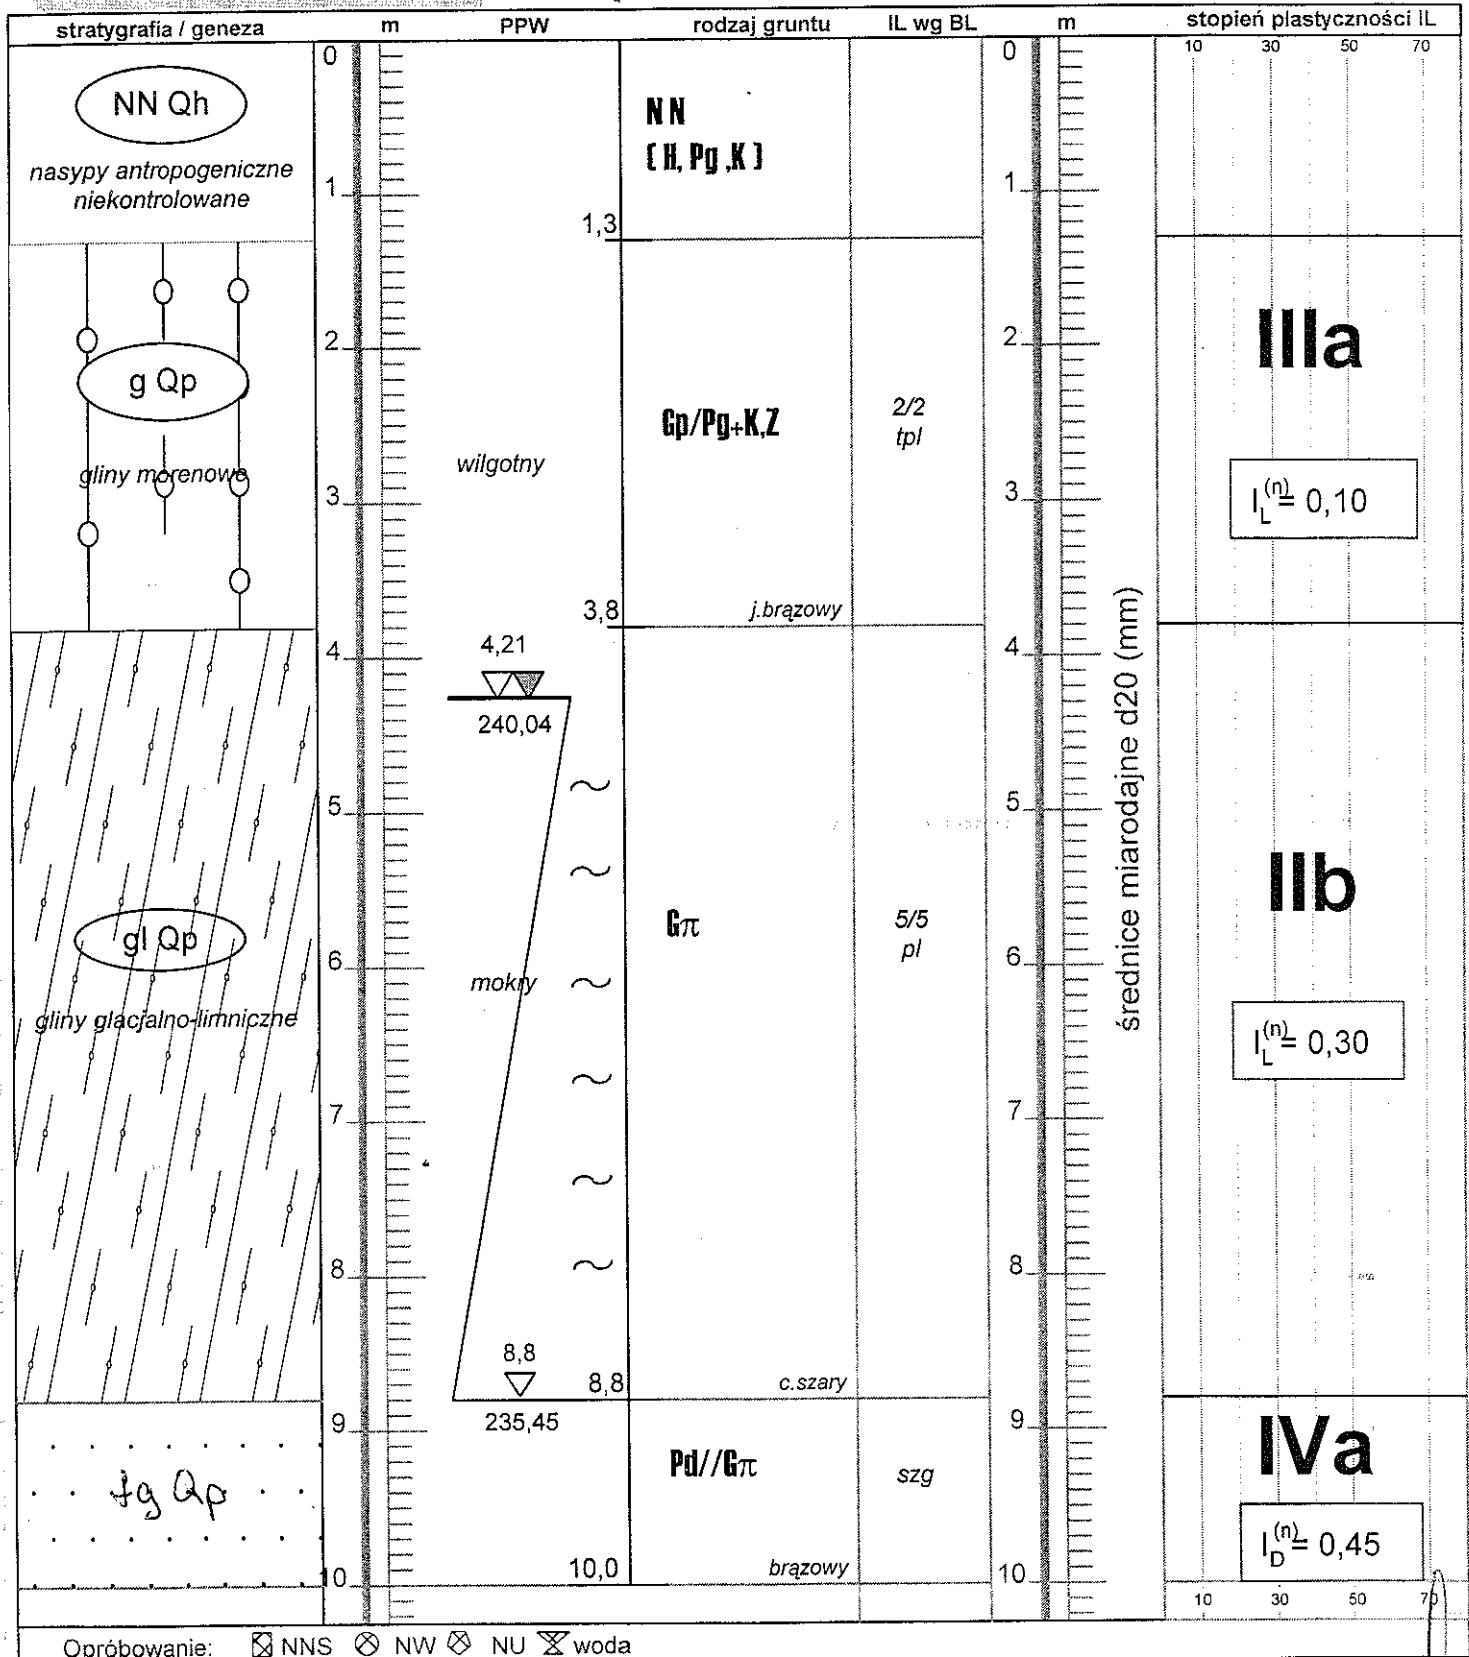 stratygrafia / geneza m PPW rodzaj gruntu IL wg BL m stopień plastyczności IL
0 0 10 30 50 70
NN Qh
nasypy antropogeniczne
niekontrolowane
NN
(H, Pg ,K )
1 1
1,3
2 2
IIIa
g Qp
Gp/Pg+K,Z
2/2
tpl
gliny morenowe
wilgotny
3 3
I_L^(n)= 0,10
3,8
j.brązowy
4 4
4,21
240,04
średnice miarodajne d20 (mm)
5 5
IIb
gl Qp
Gπ
5/5
pl
6 6
mokry
gliny glacjalno-limniczne
I_L^(n)= 0,30
7 7
8 8
8,8
8,8
c.szary
235,45
9 9
IVa
fg Qp
Pd//Gπ
szg
I_D^(n)= 0,45
10 10,0 brązowy 10
10 30 50 70
Opróbowanie: NNS NW NU woda